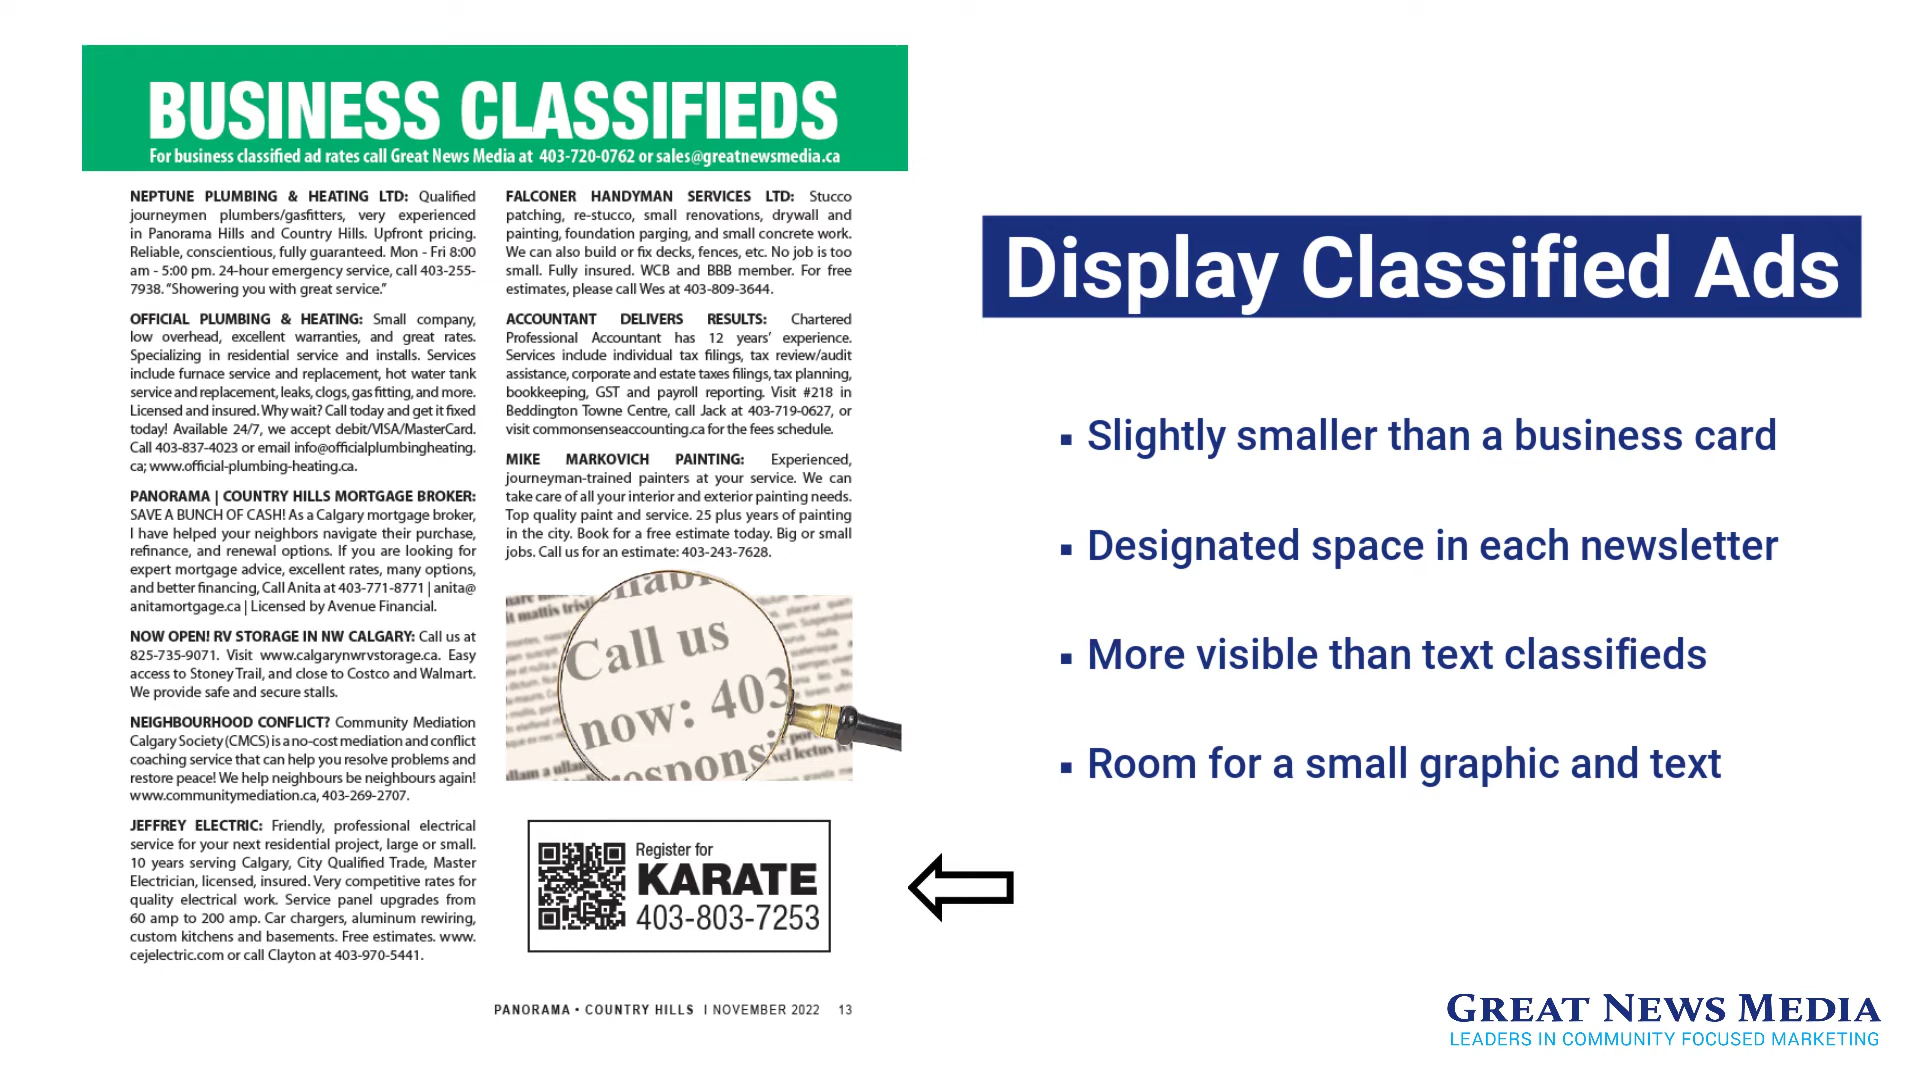 BUSINESS CLASSIFIEDS
For business classified ad rates call Great News Media at 403-720-0762 or sales@greatnewsmedia.ca
NEPTUNE PLUMBING & HEATING LTD: Qualified
journeymen plumbers/gasfitters, very experienced
in Panorama Hills and Country Hills. Upfront pricing.
Reliable, conscientious, fully guaranteed. Mon - Fri 8:00
am - 5:00 pm. 24-hour emergency service, call 403-255-
7938. “Showering you with great service.”
OFFICIAL PLUMBING & HEATING: Small company,
low overhead, excellent warranties, and great rates.
Specializing in residential service and installs. Services
include furnace service and replacement, hot water tank
service and replacement, leaks, clogs, gas fitting, and more.
Licensed and insured. Why wait? Call today and get it fixed
today! Available 24/7, we accept debit/VISA/MasterCard.
Call 403-837-4023 or email info@officialplumbingheating.
ca; www.official-plumbing-heating.ca.
PANORAMA | COUNTRY HILLS MORTGAGE BROKER:
SAVE A BUNCH OF CASH! As a Calgary mortgage broker,
I have helped your neighbors navigate their purchase,
refinance, and renewal options. If you are looking for
expert mortgage advice, excellent rates, many options,
and better financing, Call Anita at 403-771-8771 | anita@
anitamortgage.ca | Licensed by Avenue Financial.
NOW OPEN! RV STORAGE IN NW CALGARY: Call us at
825-735-9071. Visit www.calgarynwrvstorage.ca. Easy
access to Stoney Trail, and close to Costco and Walmart.
We provide safe and secure stalls.
NEIGHBOURHOOD CONFLICT? Community Mediation
Calgary Society (CMCS) is a no-cost mediation and conflict
coaching service that can help you resolve problems and
restore peace! We help neighbours be neighbours again!
www.communitymediation.ca, 403-269-2707.
JEFFREY ELECTRIC: Friendly, professional electrical
service for your next residential project, large or small.
10 years serving Calgary, City Qualified Trade, Master
Electrician, licensed, insured. Very competitive rates for
quality electrical work. Service panel upgrades from
60 amp to 200 amp. Car chargers, aluminum rewiring,
custom kitchens and basements. Free estimates. www.
cejelectric.com or call Clayton at 403-970-5441.
FALCONER HANDYMAN SERVICES LTD: Stucco
patching, re-stucco, small renovations, drywall and
painting, foundation parging, and small concrete work.
We can also build or fix decks, fences, etc. No job is too
small. Fully insured. WCB and BBB member. For free
estimates, please call Wes at 403-809-3644.
ACCOUNTANT DELIVERS RESULTS: Chartered
Professional Accountant has 12 years’ experience.
Services include individual tax filings, tax review/audit
assistance, corporate and estate taxes filings, tax planning,
bookkeeping, GST and payroll reporting. Visit #218 in
Beddington Towne Centre, call Jack at 403-719-0627, or
visit commonsenseaccounting.ca for the fees schedule.
MIKE MARKOVICH PAINTING: Experienced,
journeyman-trained painters at your service. We can
take care of all your interior and exterior painting needs.
Top quality paint and service. 25 plus years of painting
in the city. Book for a free estimate today. Big or small
jobs. Call us for an estimate: 403-243-7628.
Call us
now: 403
Register for
KARATE
403-803-7253
PANORAMA • COUNTRY HILLS I NOVEMBER 2022 13
Display Classified Ads
▪ Slightly smaller than a business card
▪ Designated space in each newsletter
▪ More visible than text classifieds
▪ Room for a small graphic and text
GREAT NEWS MEDIA
LEADERS IN COMMUNITY FOCUSED MARKETING